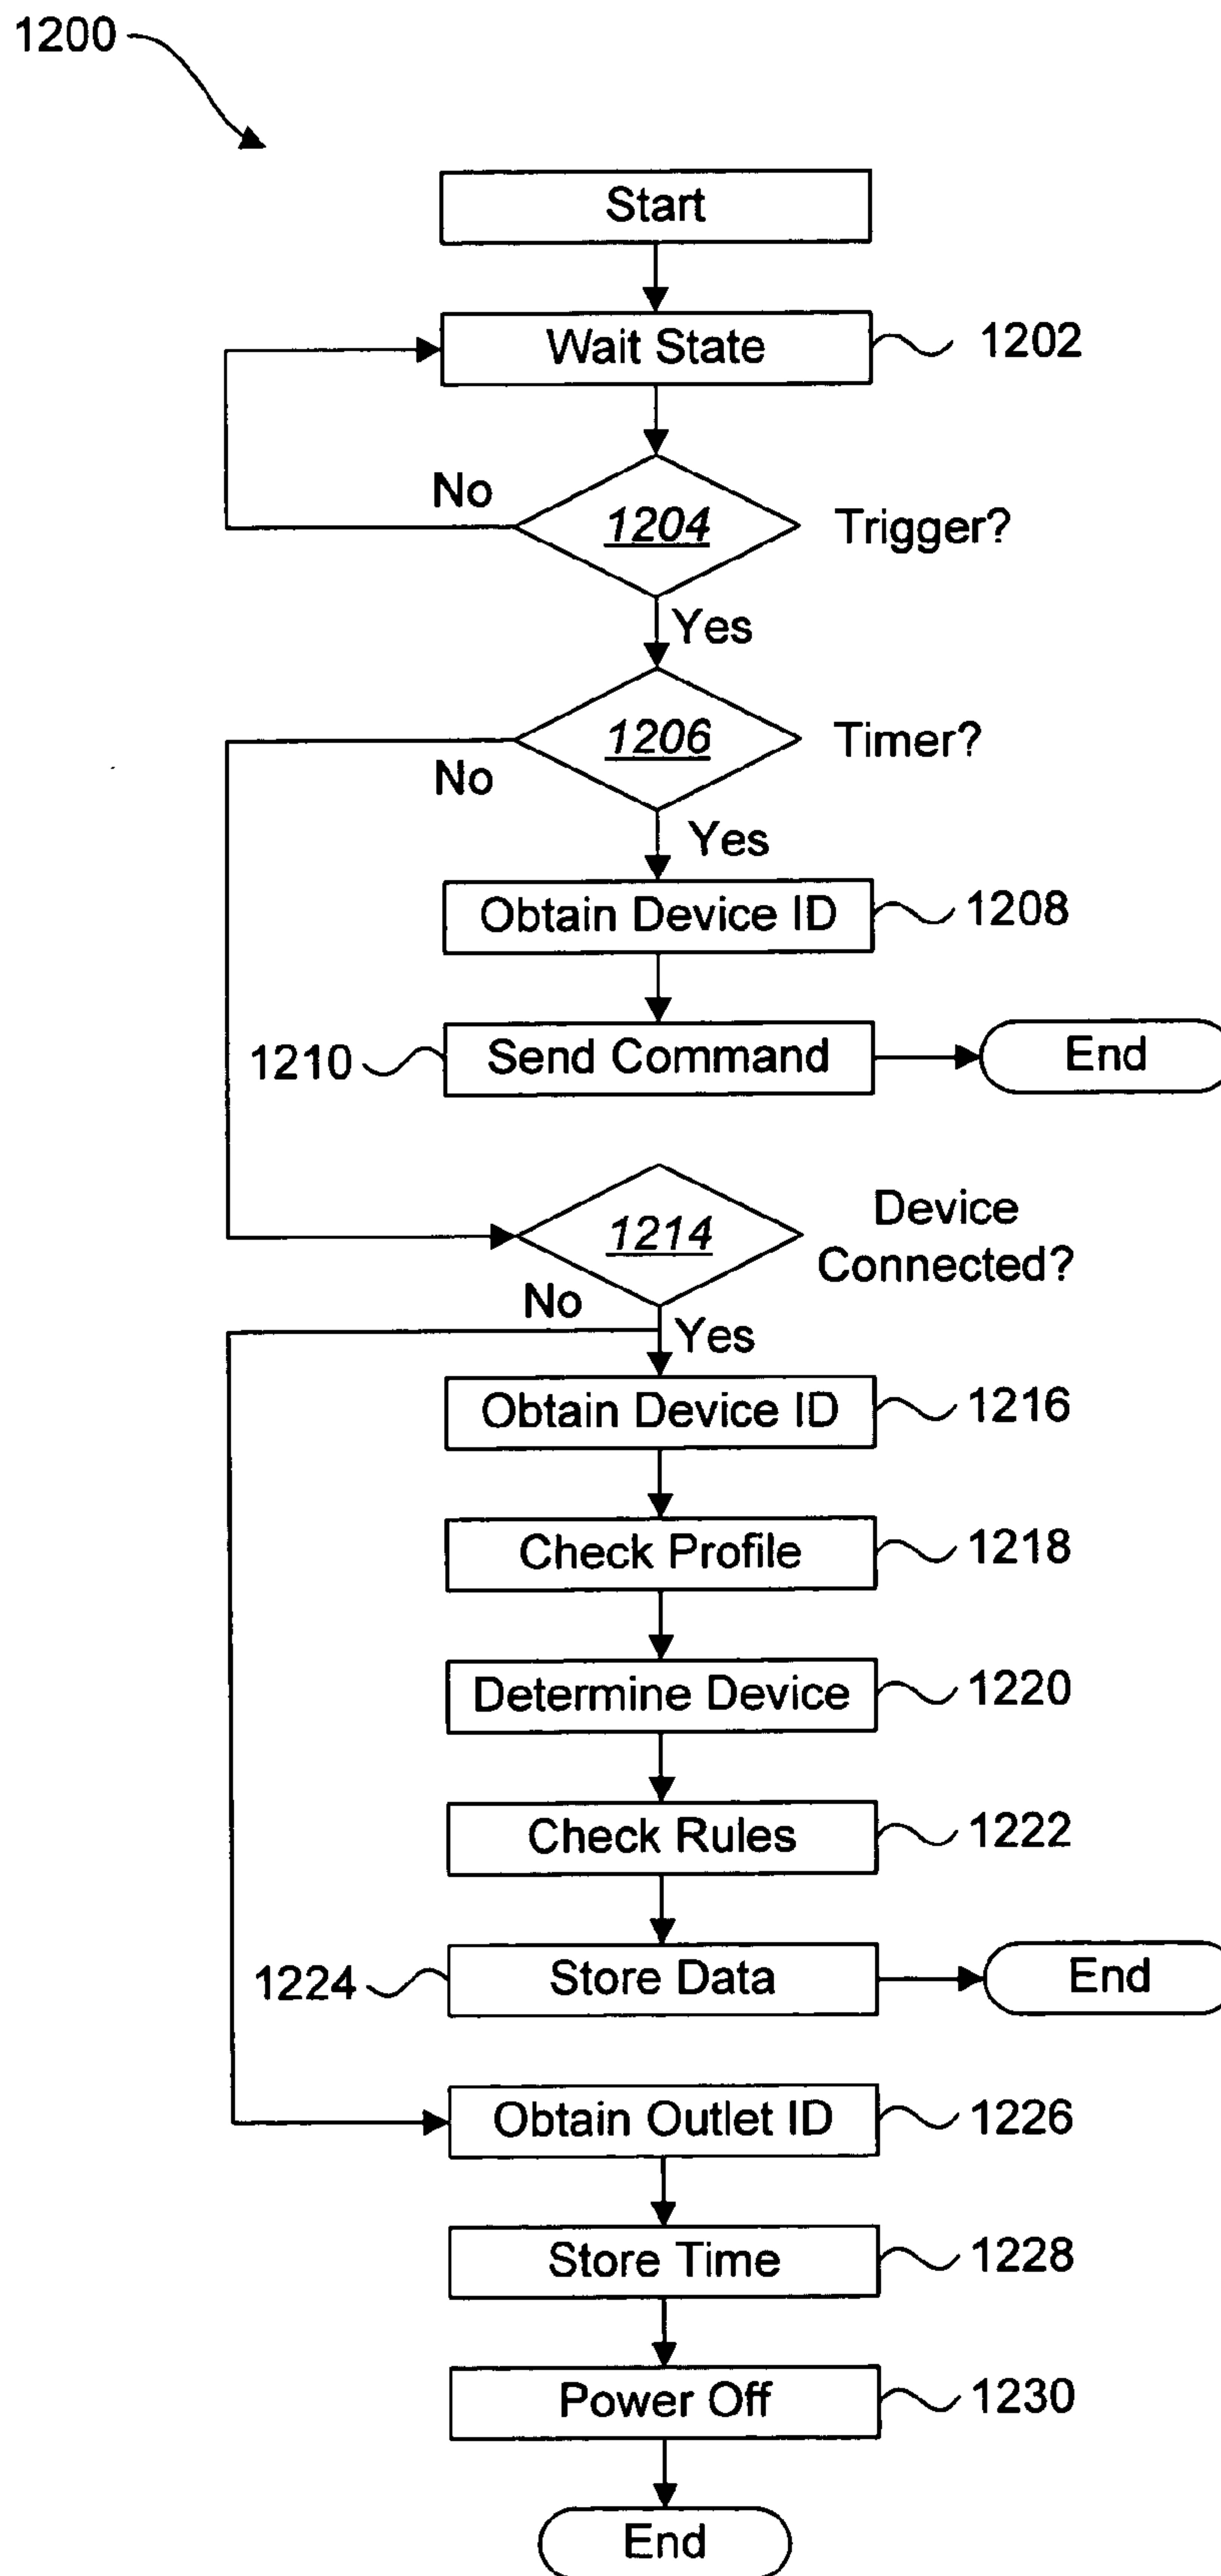 1200
Start
Wait State
1202
No
1204
Trigger?
Yes
1206
Timer?
No
Yes
Obtain Device ID
1208
1210
Send Command
End
1214
Device
Connected?
No
Yes
Obtain Device ID
1216
Check Profile
1218
Determine Device
1220
Check Rules
1222
1224
Store Data
End
Obtain Outlet ID
1226
Store Time
1228
Power Off
1230
End